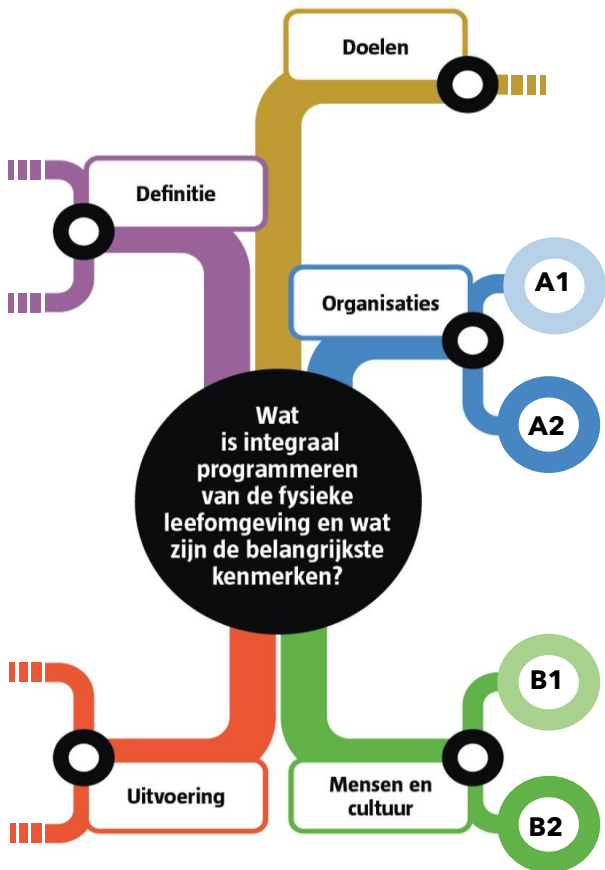 Doelen
Definitie
Organisaties
A1
A2
Wat
is integraal
programmeren
van de fysieke
leefomgeving en wat
zijn de belangrijkste
kenmerken?
B1
Uitvoering
Mensen en
cultuur
B2